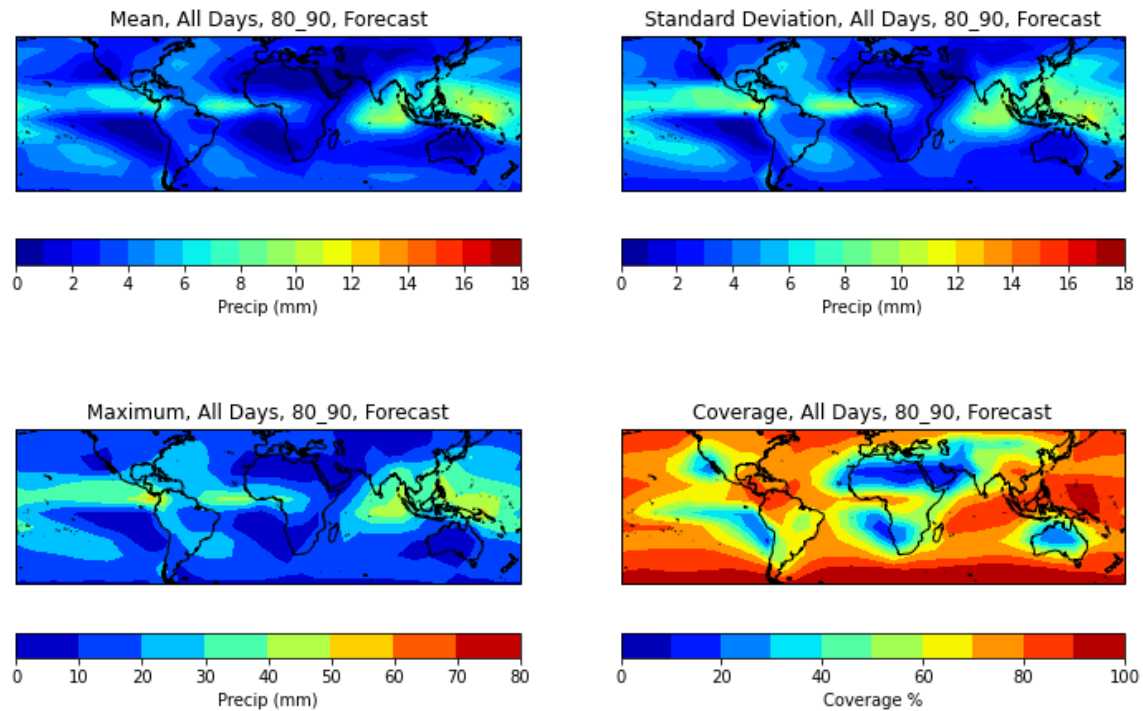 Mean, All Days, 80_90, Forecast
Standard Deviation, All Days, 80_90, Forecast
0 2 4 6 8 10 12 14 16 18
Precip (mm)
0 2 4 6 8 10 12 14 16 18
Precip (mm)
Maximum, All Days, 80_90, Forecast
Coverage, All Days, 80_90, Forecast
0 10 20 30 40 50 60 70 80
Precip (mm)
0 20 40 60 80 100
Coverage %